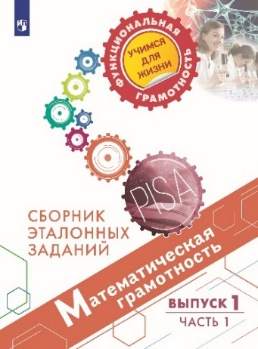 ФУНКЦИОНАЛЬНАЯ
УЧИМСЯ
ДЛЯ
ЖИЗНИ
ГРАМОТНОСТЬ
PISA
СБОРНИК
ЭТАЛОННЫХ
ЗАДАНИЙ
Математическая
грамотность
ВЫПУСК 1
ЧАСТЬ 1